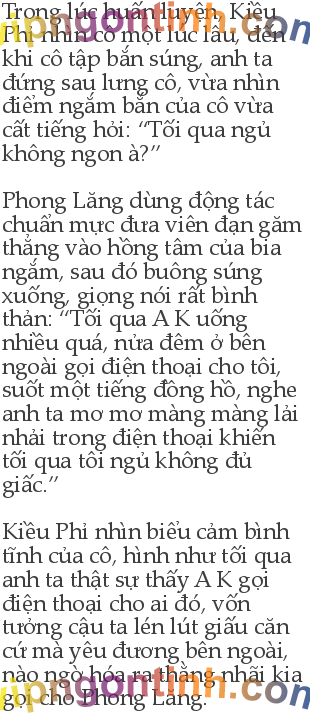 Trong lúc huấn luyện, Kiều
Phỉ nhìn cô một lúc lâu, đến
khi cô tập bắn súng, anh ta
đứng sau lưng cô, vừa nhìn
điểm ngắm bắn của cô vừa
cất tiếng hỏi: “Tối qua ngủ
không ngon à?”
Phong Lăng dùng động tác
chuẩn mực đưa viên đạn găm
thẳng vào hồng tâm của bia
ngắm, sau đó buông súng
xuống, giọng nói rất bình
thản: “Tối qua A K uống
nhiều quá, nửa đêm ở bên
ngoài gọi điện thoại cho tôi,
suốt một tiếng đồng hồ, nghe
anh ta mơ mơ màng màng lải
nhải trong điện thoại khiến
tối qua tôi ngủ không đủ
giấc.”
Kiều Phỉ nhìn biểu cảm bình
tĩnh của cô, hình như tối qua
anh ta thật sự thấy A K gọi
điện thoại cho ai đó, vốn
tưởng cậu ta lén lút giấu căn
cứ mà yêu đương bên ngoài,
nào ngờ hóa ra thằng nhãi kia
gọi cho Phong Lăng.
vipngontinh.com
vipngontinh.com